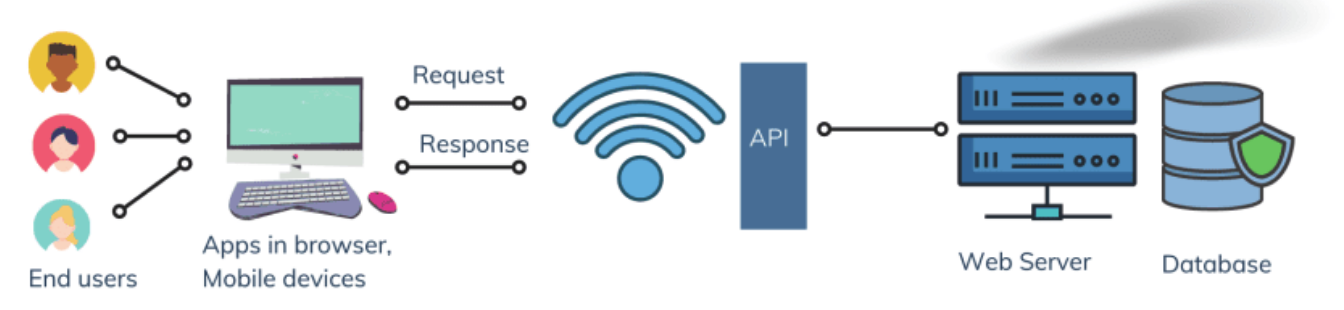 Request
Response
API
Apps in browser,
Mobile devices
End users
Web Server
Database